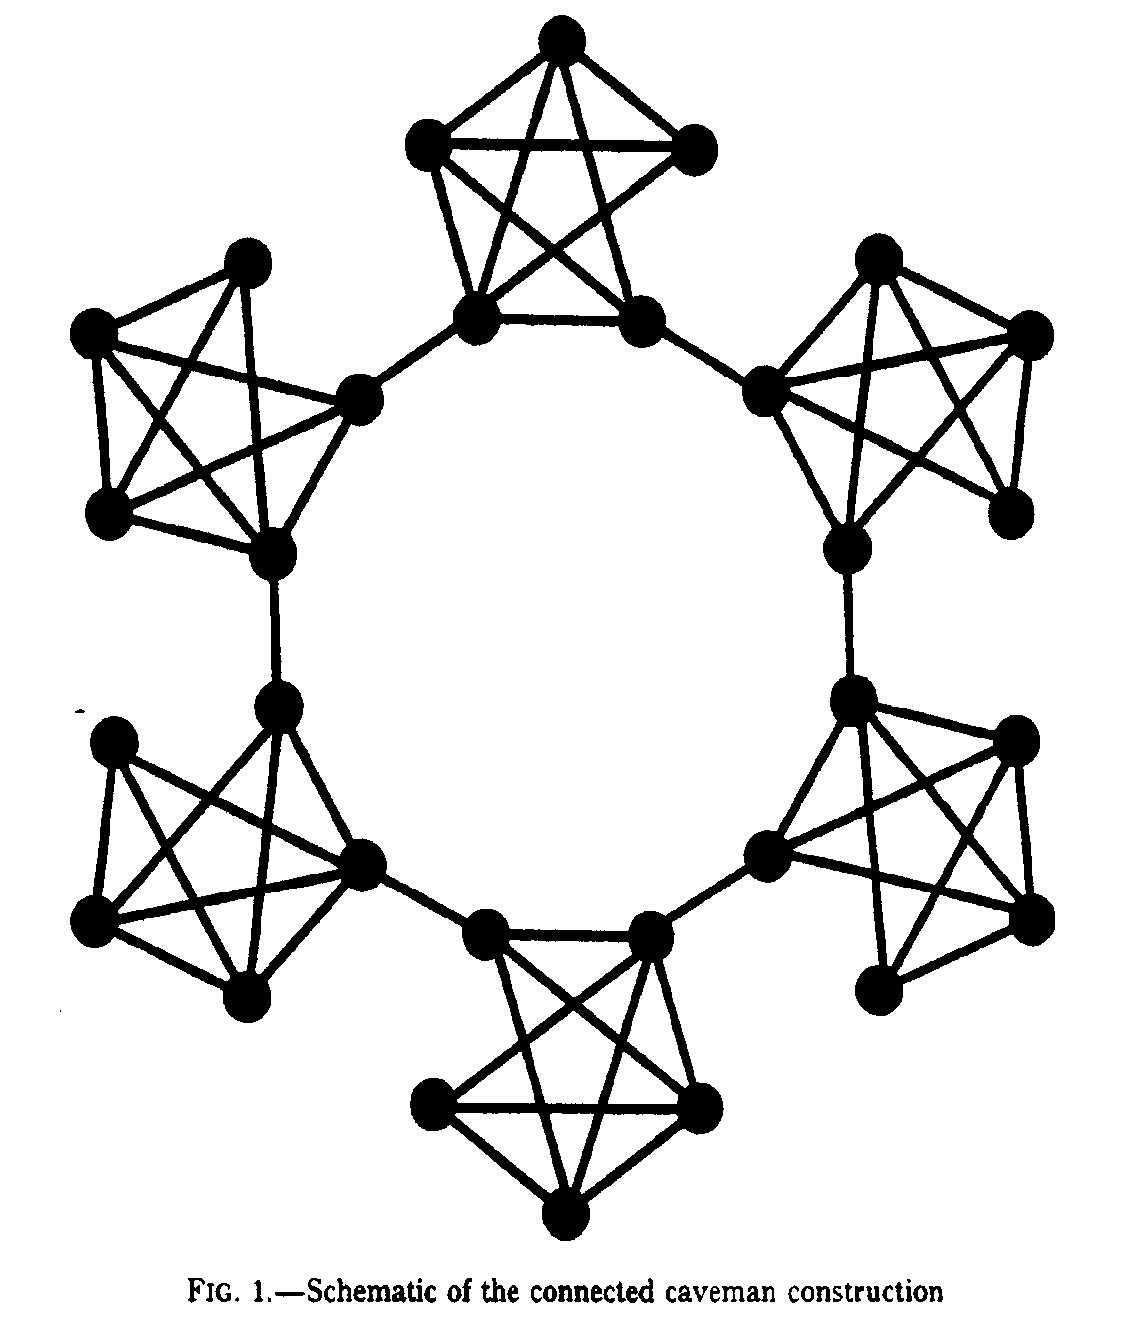 FIG. 1.—Schematic of the connected caveman construction